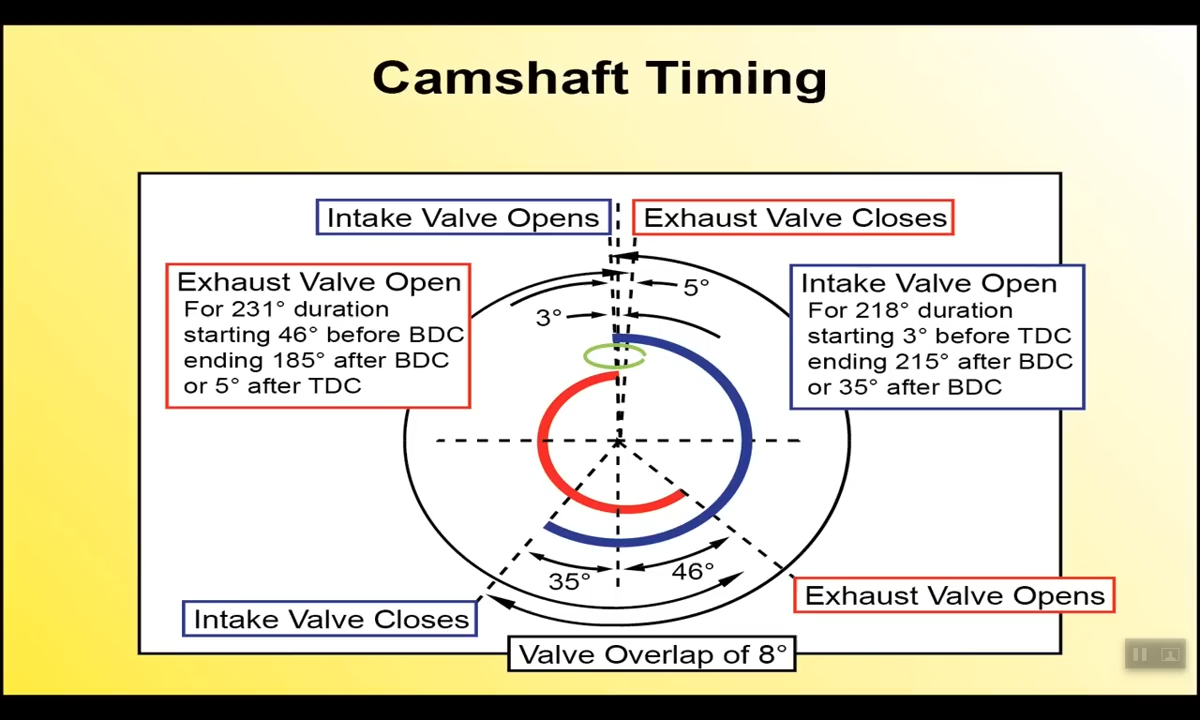 Camshaft Timing
Intake Valve Opens
Exhaust Valve Closes
Exhaust Valve Open
For 231° duration
starting 46° before BDC
ending 185° after BDC
or 5° after TDC
Intake Valve Open
For 218° duration
starting 3° before TDC
ending 215° after BDC
or 35° after BDC
5°
3°
35°
46°
Exhaust Valve Opens
Intake Valve Closes
Valve Overlap of 8°